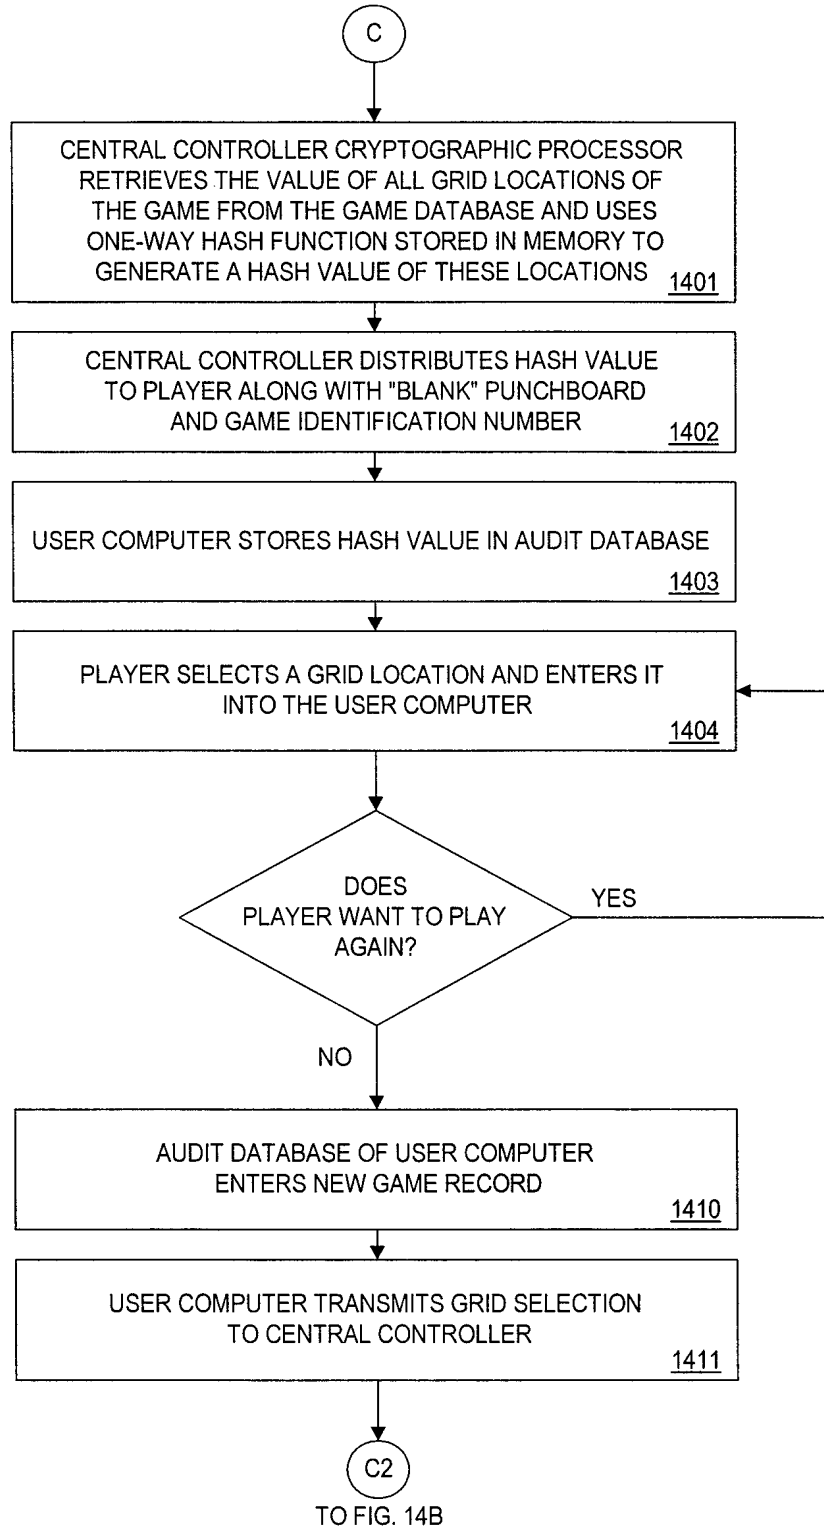 C
CENTRAL CONTROLLER CRYPTOGRAPHIC PROCESSOR
RETRIEVES THE VALUE OF ALL GRID LOCATIONS OF
THE GAME FROM THE GAME DATABASE AND USES
ONE-WAY HASH FUNCTION STORED IN MEMORY TO
GENERATE A HASH VALUE OF THESE LOCATIONS
1401
CENTRAL CONTROLLER DISTRIBUTES HASH VALUE
TO PLAYER ALONG WITH "BLANK" PUNCHBOARD
AND GAME IDENTIFICATION NUMBER
1402
USER COMPUTER STORES HASH VALUE IN AUDIT DATABASE
1403
PLAYER SELECTS A GRID LOCATION AND ENTERS IT
INTO THE USER COMPUTER
1404
DOES
PLAYER WANT TO PLAY
AGAIN?
YES
NO
AUDIT DATABASE OF USER COMPUTER
ENTERS NEW GAME RECORD
1410
USER COMPUTER TRANSMITS GRID SELECTION
TO CENTRAL CONTROLLER
1411
C2
TO FIG. 14B